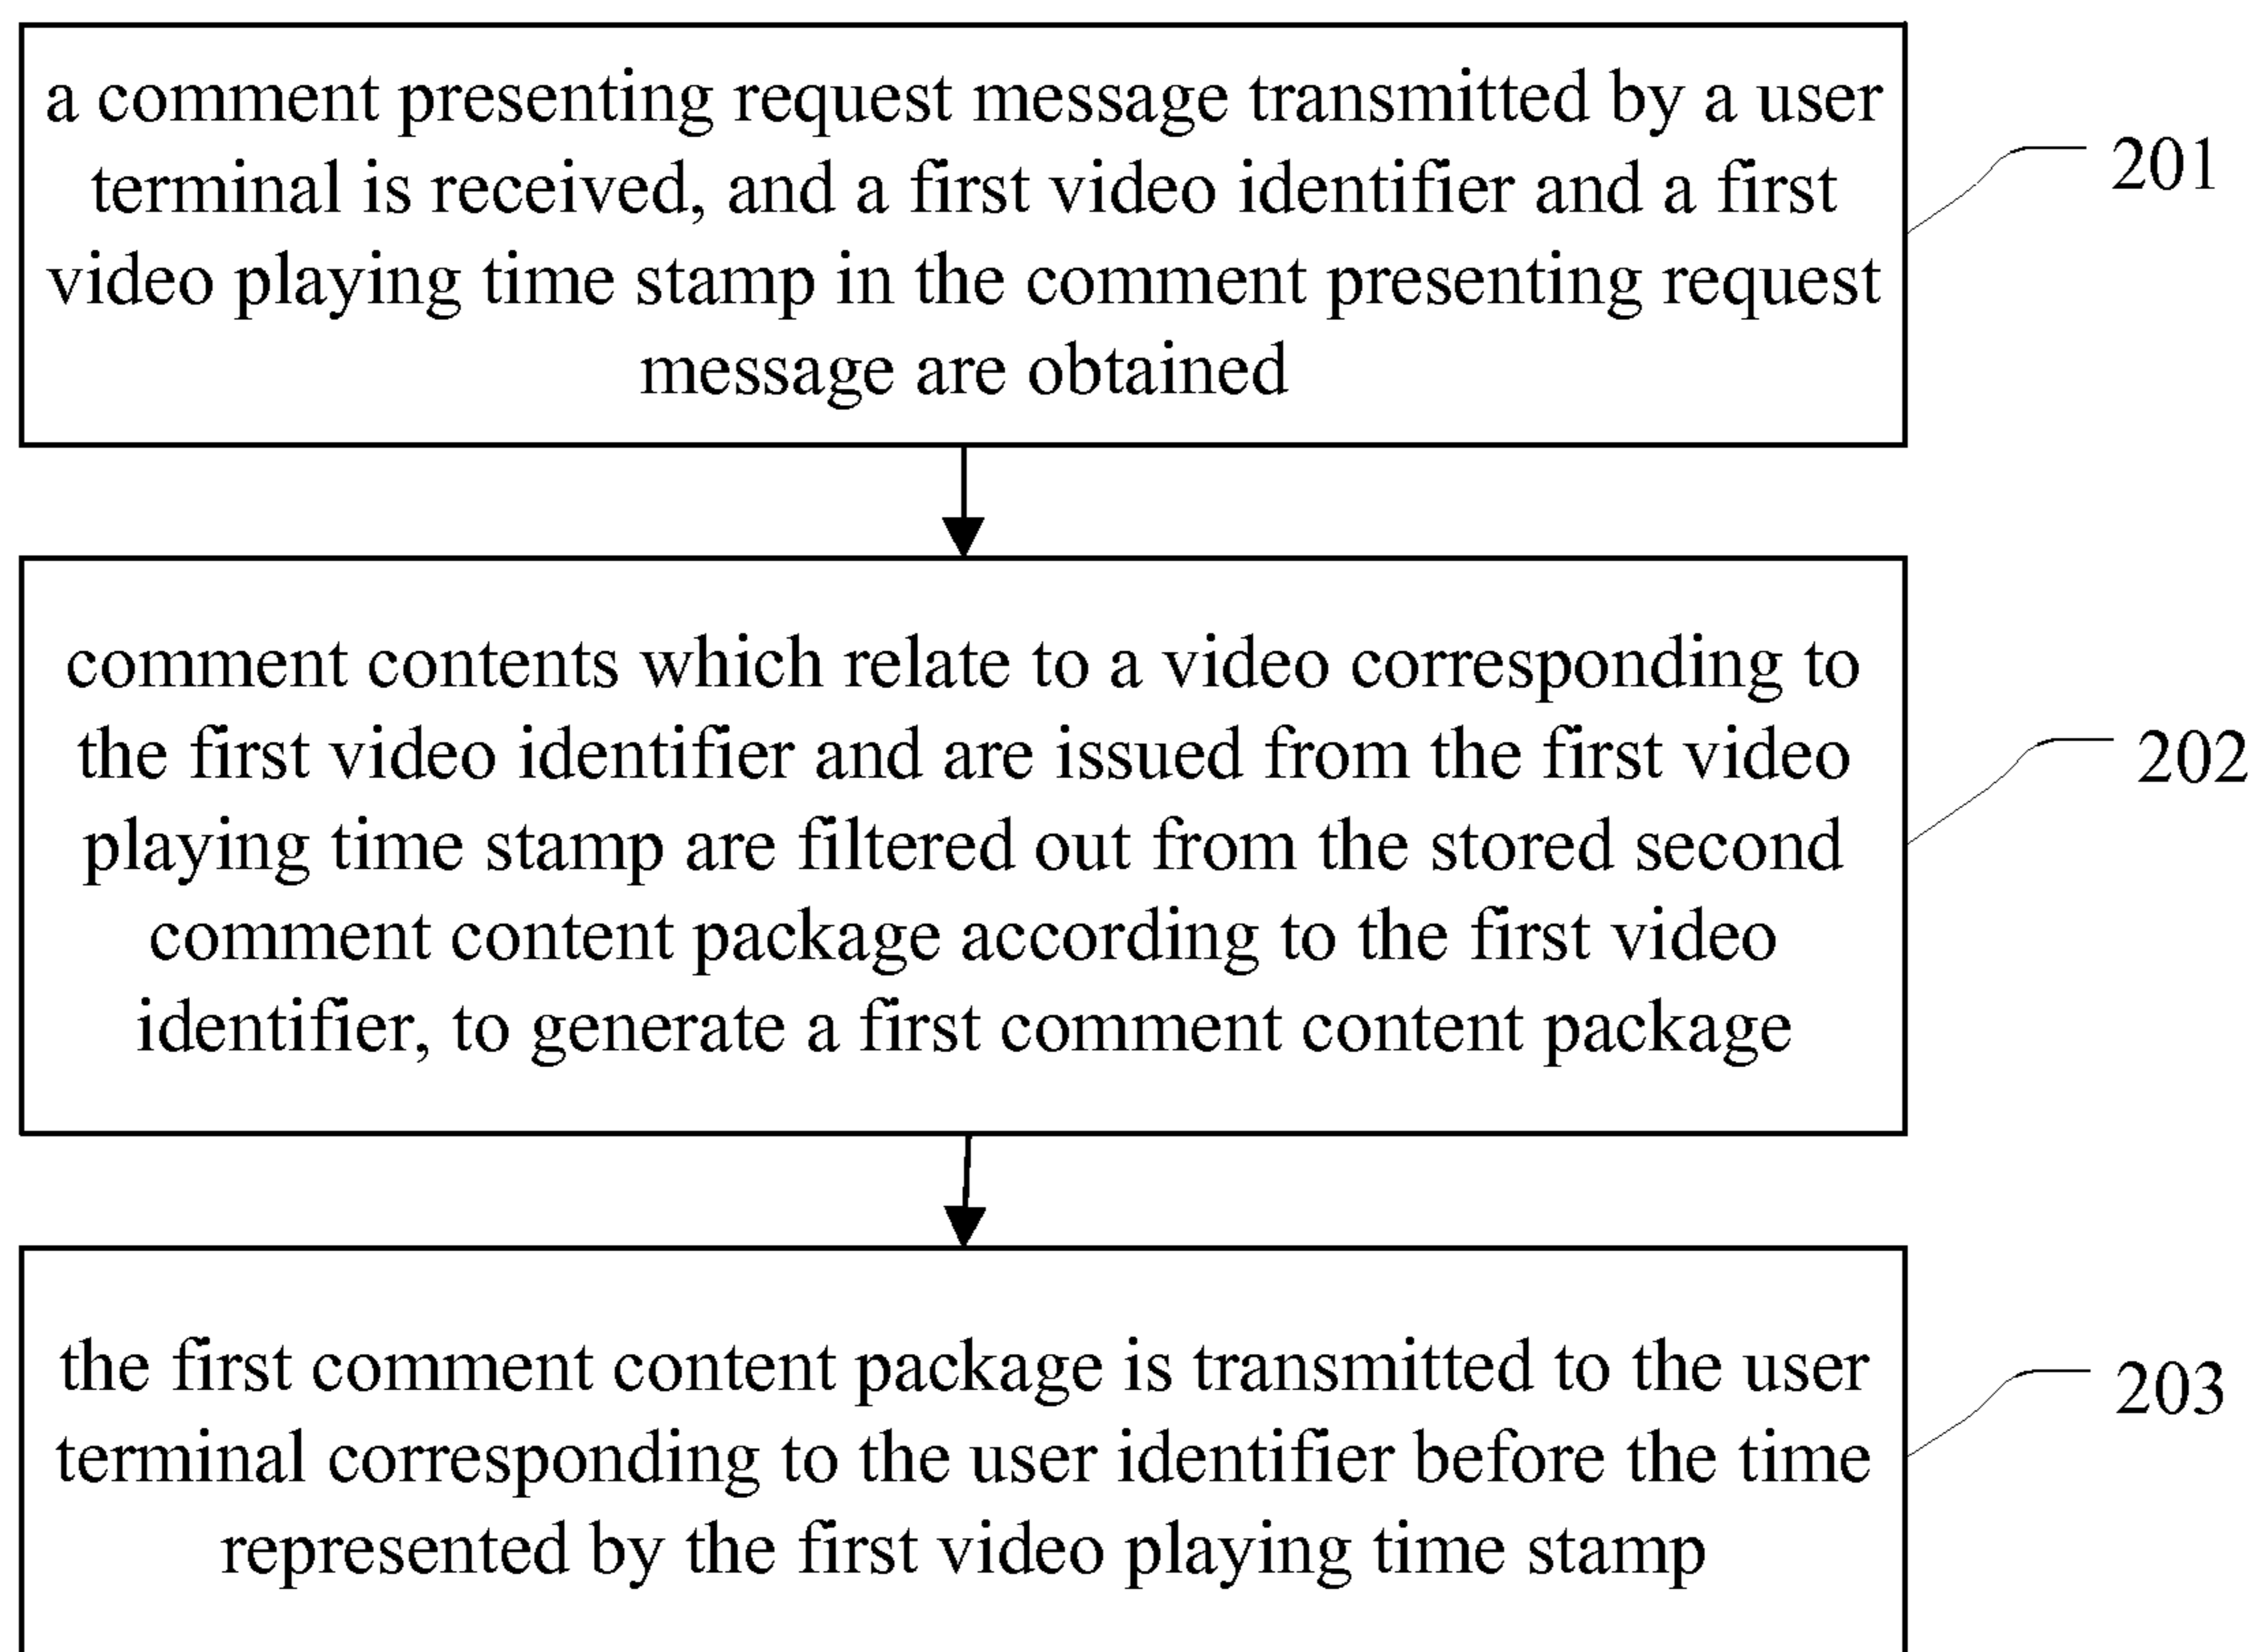 a comment presenting request message transmitted by a user
terminal is received, and a first video identifier and a first
video playing time stamp in the comment presenting request
message are obtained
201
comment contents which relate to a video corresponding to
the first video identifier and are issued from the first video
playing time stamp are filtered out from the stored second
comment content package according to the first video
identifier, to generate a first comment content package
202
the first comment content package is transmitted to the user
terminal corresponding to the user identifier before the time
represented by the first video playing time stamp
203